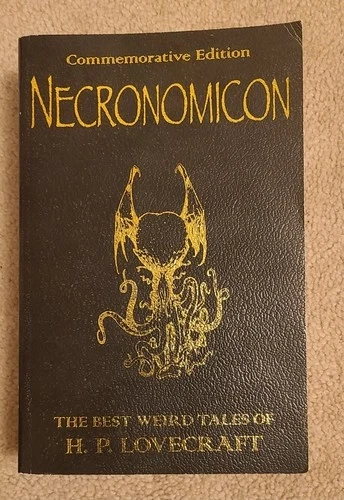 Commemorative Edition
NECRONOMICON
THE BEST WEIRD TALES OF
H. P. LOVECRAFT